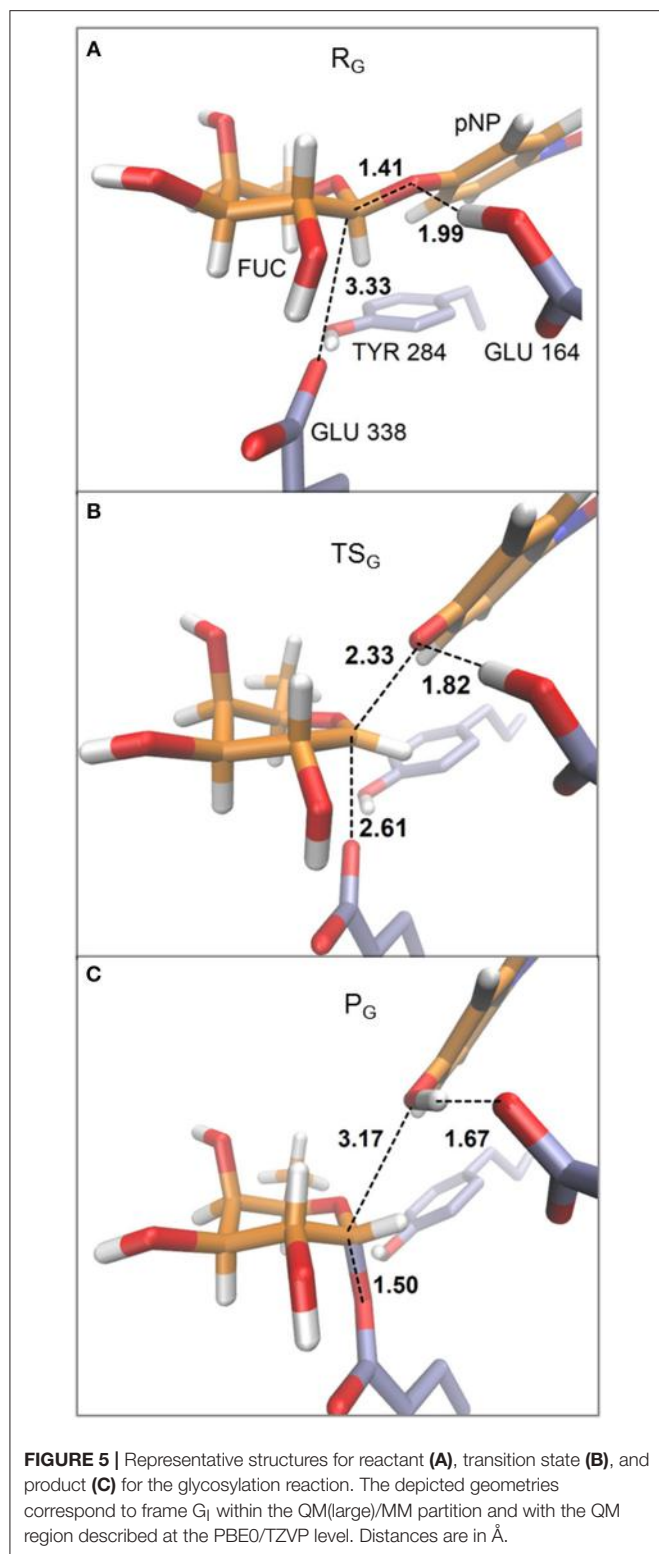 A
R_G
pNP
1.41
1.99
FUC
3.33
TYR 284
GLU 164
GLU 338
B
TS_G
2.33
1.82
2.61
C
P_G
3.17
1.67
1.50
FIGURE 5 | Representative structures for reactant (A), transition state (B), and
product (C) for the glycosylation reaction. The depicted geometries
correspond to frame G_I within the QM(large)/MM partition and with the QM
region described at the PBE0/TZVP level. Distances are in Å.